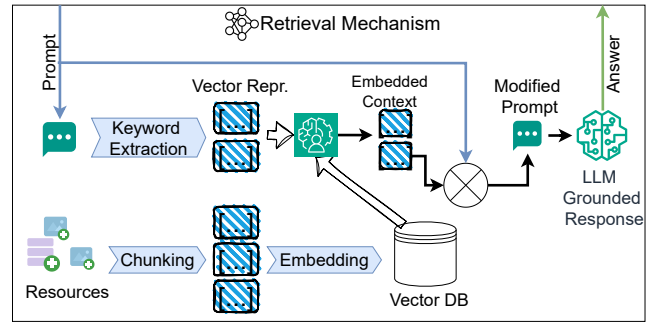 Retrieval Mechanism
Prompt
Answer
Vector Repr.
Embedded
Context
Modified
Prompt
Keyword
Extraction
[...]
[...]
[...]
[...]
LLM
Grounded
Response
[...]
[...]
[...]
Chunking
Embedding
Resources
Vector DB